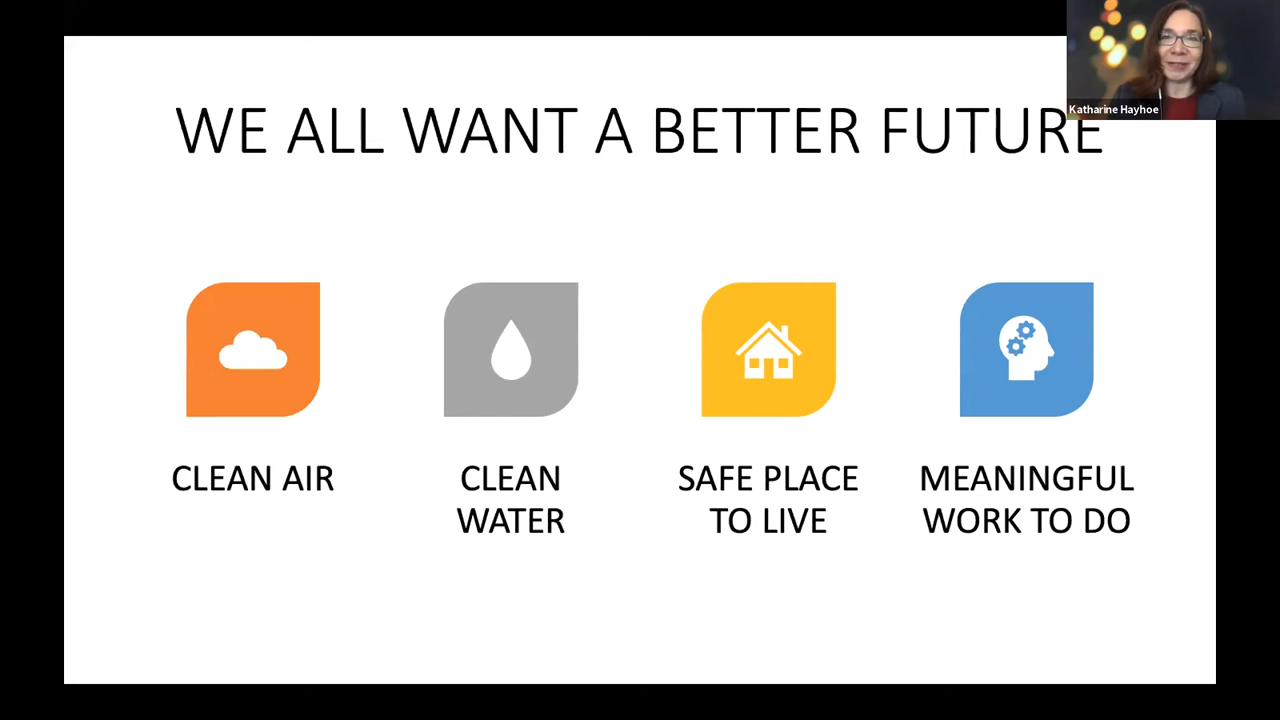 WE ALL WANT A BETTER FUTURE
Katharine Hayhoe
CLEAN AIR
CLEAN
WATER
SAFE PLACE
TO LIVE
MEANINGFUL
WORK TO DO